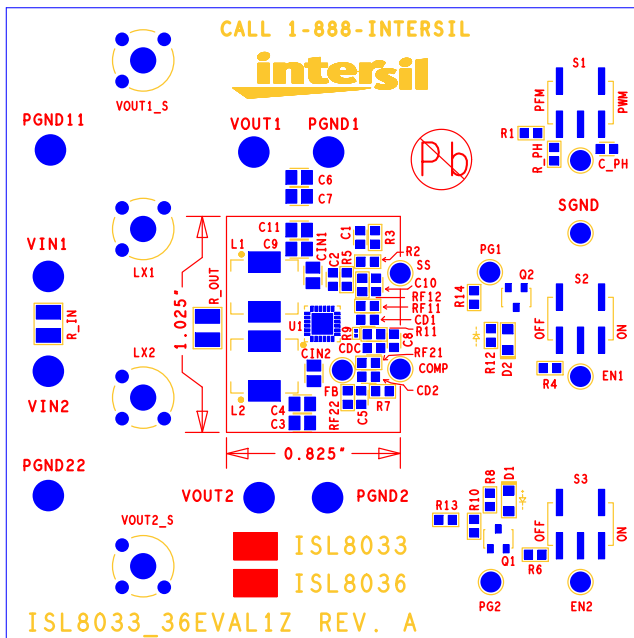 CALL 1-888-INTERSIL
intersil
VOUT1_S
PGND11
VOUT1
PGND1
Pb
S1
PFM
PWM
R1
R_PH
C_PH
C6
C7
SGND
VIN1
LX1
C11
C9
L1
CIN1
C1
R3
R2
R5
C2
SS
C10
RF12
RF11
CD1
PG1
Q2
R14
S2
OFF
ON
R_IN
R_OUT
1.025"
U1
R9
R11
C8
CDC
RF21
COMP
CD2
R12
D2
R4
EN1
VIN2
LX2
CIN2
L2
C4
C3
FB
RF22
C5
R7
0.825"
PGND22
VOUT2
PGND2
VOUT2_S
R8
D1
R10
R13
Q1
R6
S3
OFF
ON
PG2
EN2
ISL8033
ISL8036
ISL8033_36EVAL1Z REV. A